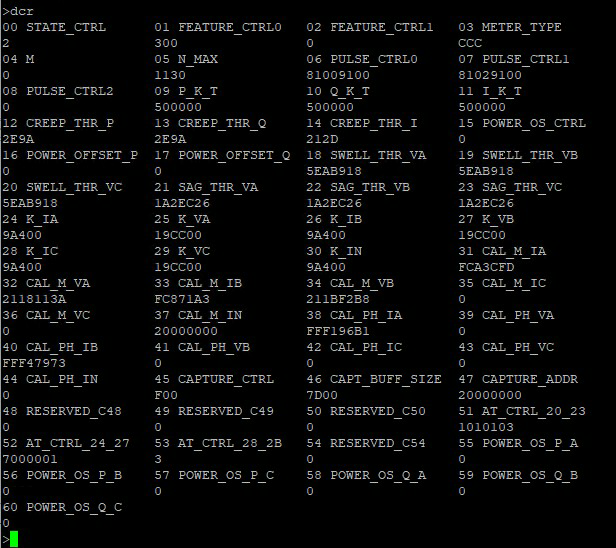 >dcr
00 STATE_CTRL 01 FEATURE_CTRL0 02 FEATURE_CTRL1 03 METER_TYPE
2 300 0 CCC
04 M 05 N_MAX 06 PULSE_CTRL0 07 PULSE_CTRL1
0 1130 81009100 81029100
08 PULSE_CTRL2 09 P_K_T 10 Q_K_T 11 I_K_T
0 500000 500000 500000
12 CREEP_THR_P 13 CREEP_THR_Q 14 CREEP_THR_I 15 POWER_OS_CTRL
2E9A 2E9A 212D 0
16 POWER_OFFSET_P 17 POWER_OFFSET_Q 18 SWELL_THR_VA 19 SWELL_THR_VB
0 0 5EAB918 5EAB918
20 SWELL_THR_VC 21 SAG_THR_VA 22 SAG_THR_VB 23 SAG_THR_VC
5EAB918 1A2EC26 1A2EC26 1A2EC26
24 K_IA 25 K_VA 26 K_IB 27 K_VB
9A400 19CC00 9A400 19CC00
28 K_IC 29 K_VC 30 K_IN 31 CAL_M_IA
9A400 19CC00 9A400 FCA3CFD
32 CAL_M_VA 33 CAL_M_IB 34 CAL_M_VB 35 CAL_M_IC
2118113A FC871A3 211BF2B8 0
36 CAL_M_VC 37 CAL_M_IN 38 CAL_PH_IA 39 CAL_PH_VA
0 20000000 FFF196B1 0
40 CAL_PH_IB 41 CAL_PH_VB 42 CAL_PH_IC 43 CAL_PH_VC
FFF47973 0 0 0
44 CAL_PH_IN 45 CAPTURE_CTRL 46 CAPT_BUFF_SIZE 47 CAPTURE_ADDR
0 F00 7D00 20000000
48 RESERVED_C48 49 RESERVED_C49 50 RESERVED_C50 51 AT_CTRL_20_23
0 0 0 1010103
52 AT_CTRL_24_27 53 AT_CTRL_28_2B 54 RESERVED_C54 55 POWER_OS_P_A
7000001 3 0 0
56 POWER_OS_P_B 57 POWER_OS_P_C 58 POWER_OS_Q_A 59 POWER_OS_Q_B
0 0 0 0
60 POWER_OS_Q_C
0
>